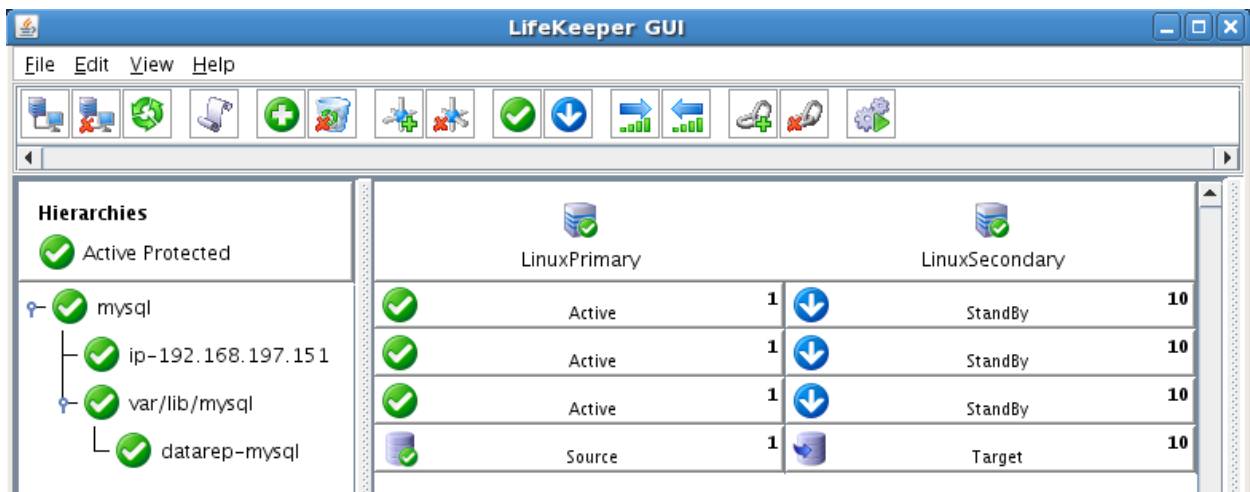 LifeKeeper GUI
File Edit View Help
Hierarchies
Active Protected
LinuxPrimary LinuxSecondary
mysql Active 1 StandBy 10
ip-192.168.197.151 Active 1 StandBy 10
var/lib/mysql Active 1 StandBy 10
datarep-mysql Source 1 Target 10